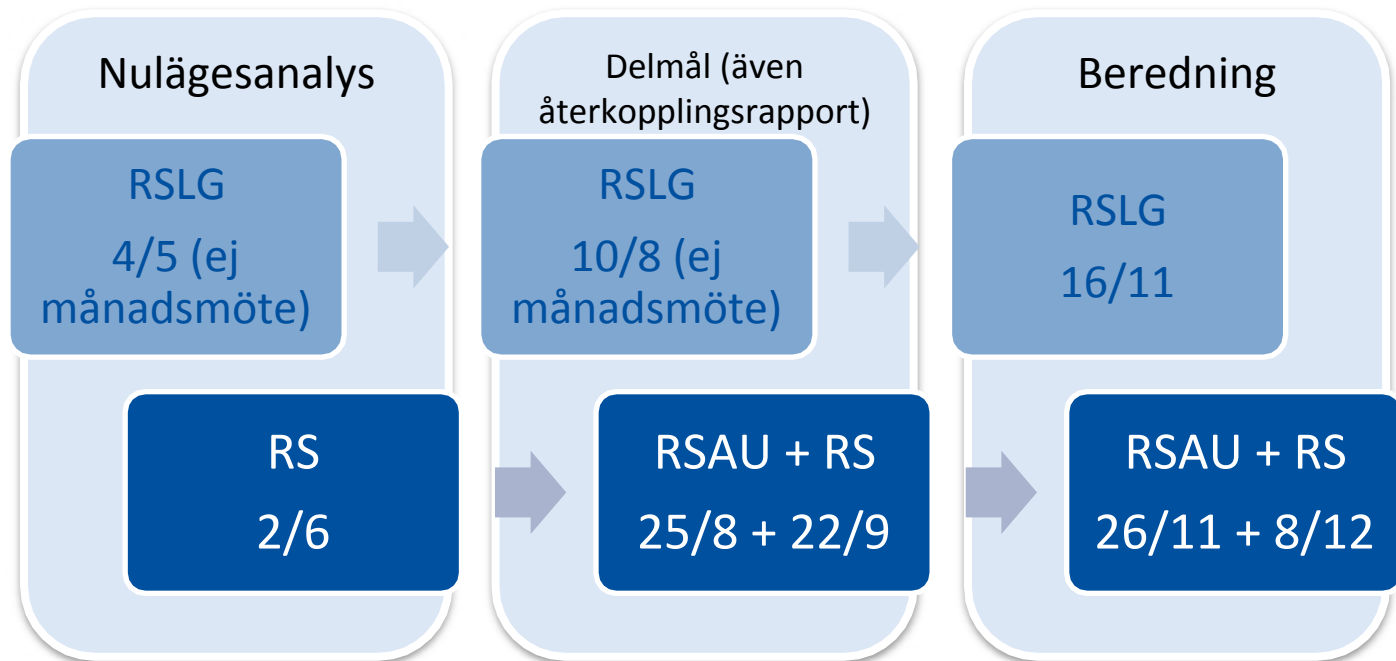 Nulägesanalys
RSLG
4/5 (ej
månadsmöte)
RS
2/6
Delmål (även
återkopplingsrapport)
RSLG
10/8 (ej
månadsmöte)
RSAU + RS
25/8 + 22/9
Beredning
RSLG
16/11
RSAU + RS
26/11 + 8/12